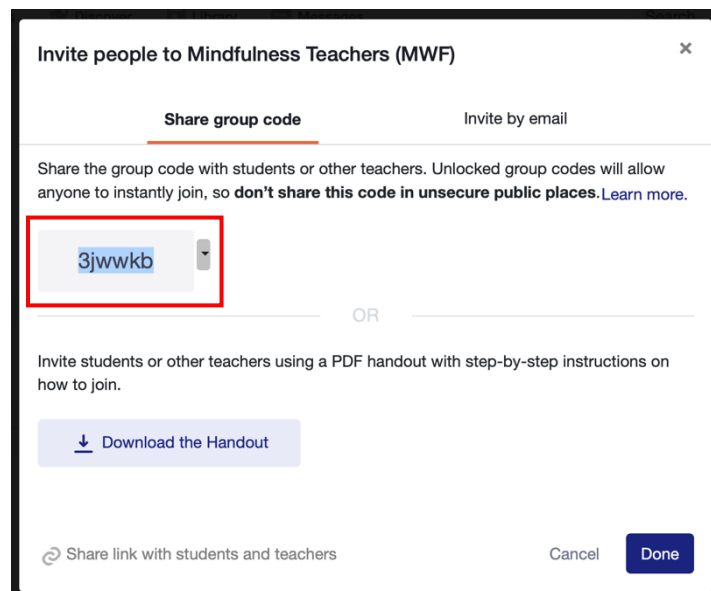 Discover Library Messages Search
Invite people to Mindfulness Teachers (MWF) ×
Share group code Invite by email
Share the group code with students or other teachers. Unlocked group codes will allow
anyone to instantly join, so don't share this code in unsecure public places. Learn more.
3jwwkb
OR
Invite students or other teachers using a PDF handout with step-by-step instructions on
how to join.
Download the Handout
Share link with students and teachers Cancel Done